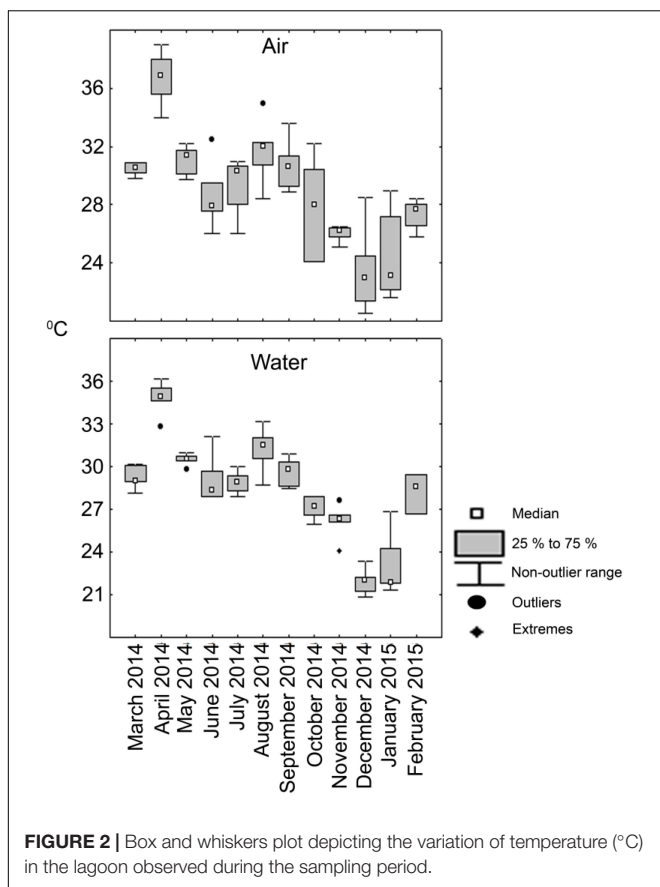 Air
36
32
28
24
⁰C
Water
36
33
30
27
24
21
March 2014
April 2014
May 2014
June 2014
July 2014
August 2014
September 2014
October 2014
November 2014
December 2014
January 2015
February 2015
Median
25 % to 75 %
Non-outlier range
Outliers
Extremes
FIGURE 2 | Box and whiskers plot depicting the variation of temperature (°C)
in the lagoon observed during the sampling period.